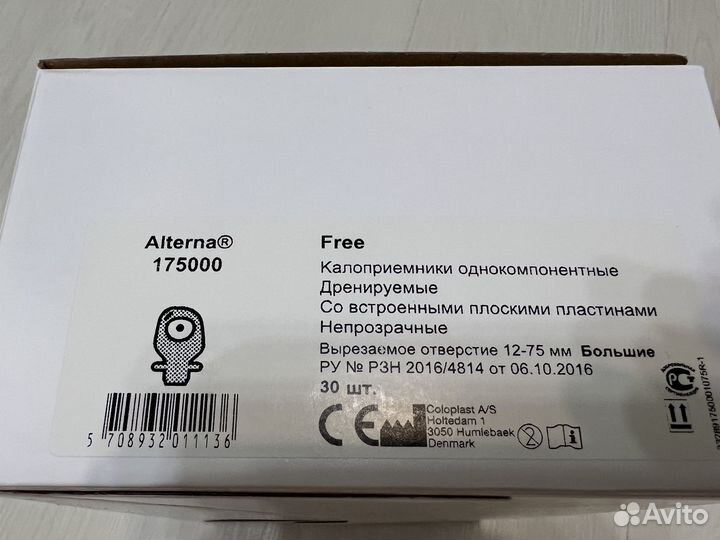 Alterna®
175000
Free
Калоприемники однокомпонентные
Дренируемые
Со встроенными плоскими пластинами
Непрозрачные
Вырезаемое отверстие 12-75 мм Большие
РУ № РЗН 2016/4814 от 06.10.2016
30 шт.
CE
Coloplast A/S
Holtedam 1
3050 Humlebaek
Denmark
5 708932 011136
Avito